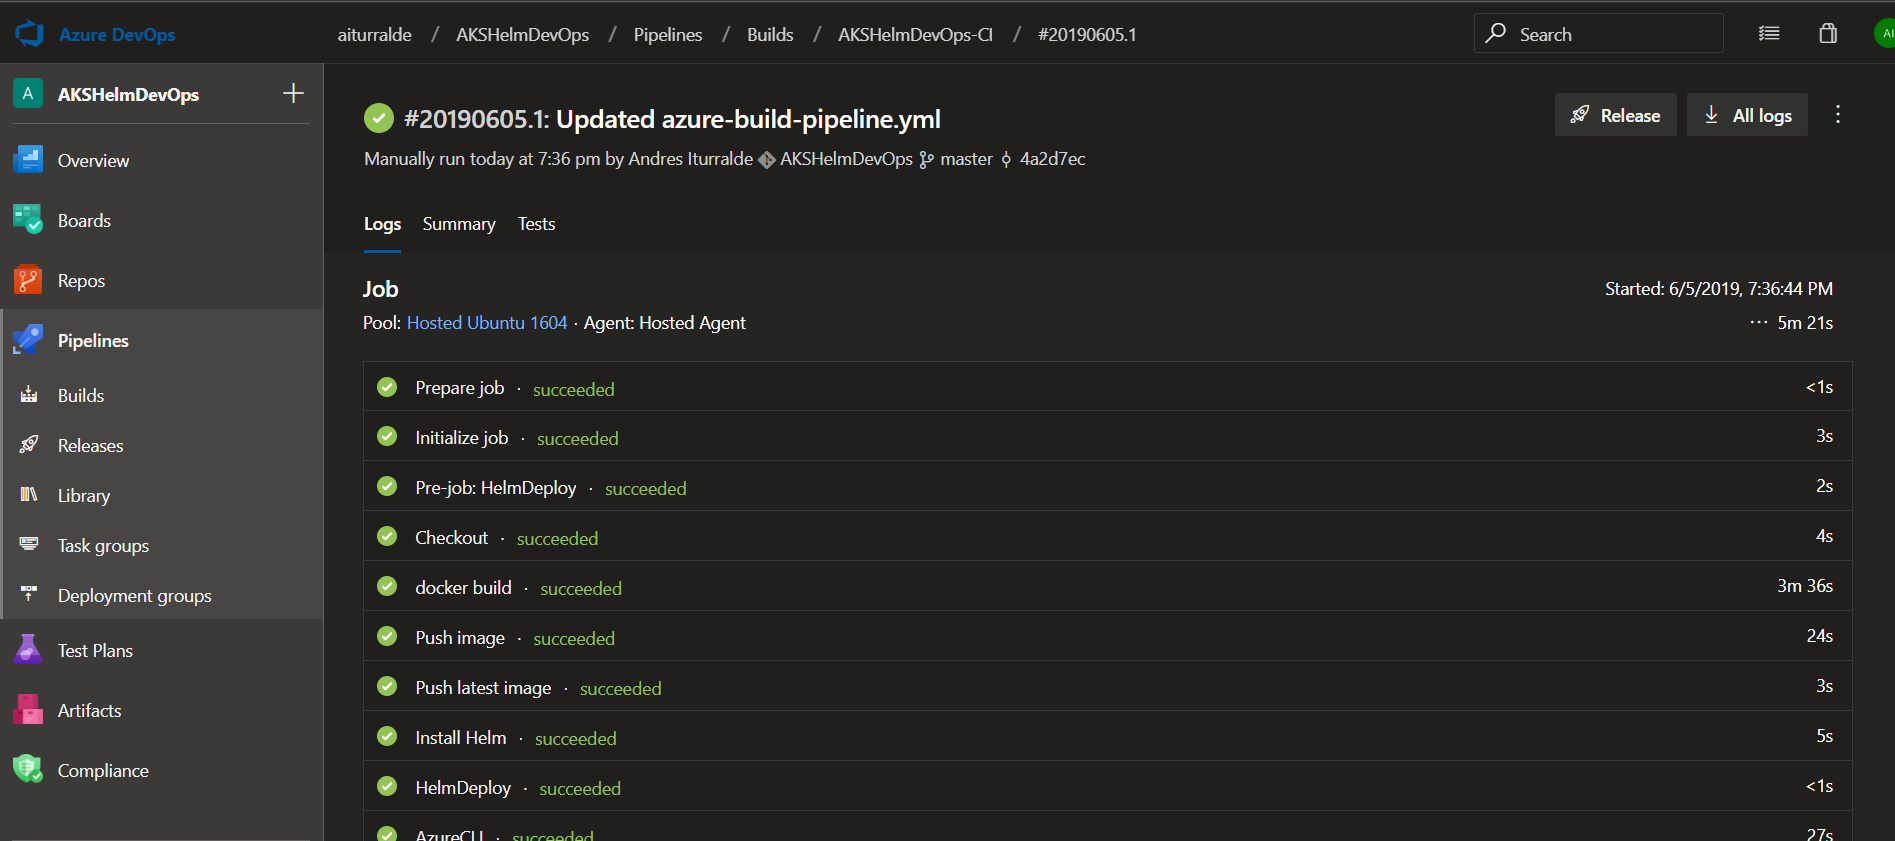 Azure DevOps
aiturralde / AKSHelmDevOps / Pipelines / Builds / AKSHelmDevOps-CI / #20190605.1
Search
AI
A AKSHelmDevOps
Overview
Boards
Repos
Pipelines
Builds
Releases
Library
Task groups
Deployment groups
Test Plans
Artifacts
Compliance
#20190605.1: Updated azure-build-pipeline.yml
Release
All logs
Manually run today at 7:36 pm by Andres Iturralde AKSHelmDevOps master 4a2d7ec
Logs Summary Tests
Job
Started: 6/5/2019, 7:36:44 PM
Pool: Hosted Ubuntu 1604 · Agent: Hosted Agent
··· 5m 21s
Prepare job · succeeded <1s
Initialize job · succeeded 3s
Pre-job: HelmDeploy · succeeded 2s
Checkout · succeeded 4s
docker build · succeeded 3m 36s
Push image · succeeded 24s
Push latest image · succeeded 3s
Install Helm · succeeded 5s
HelmDeploy · succeeded <1s
AzureCLI · succeeded 27s